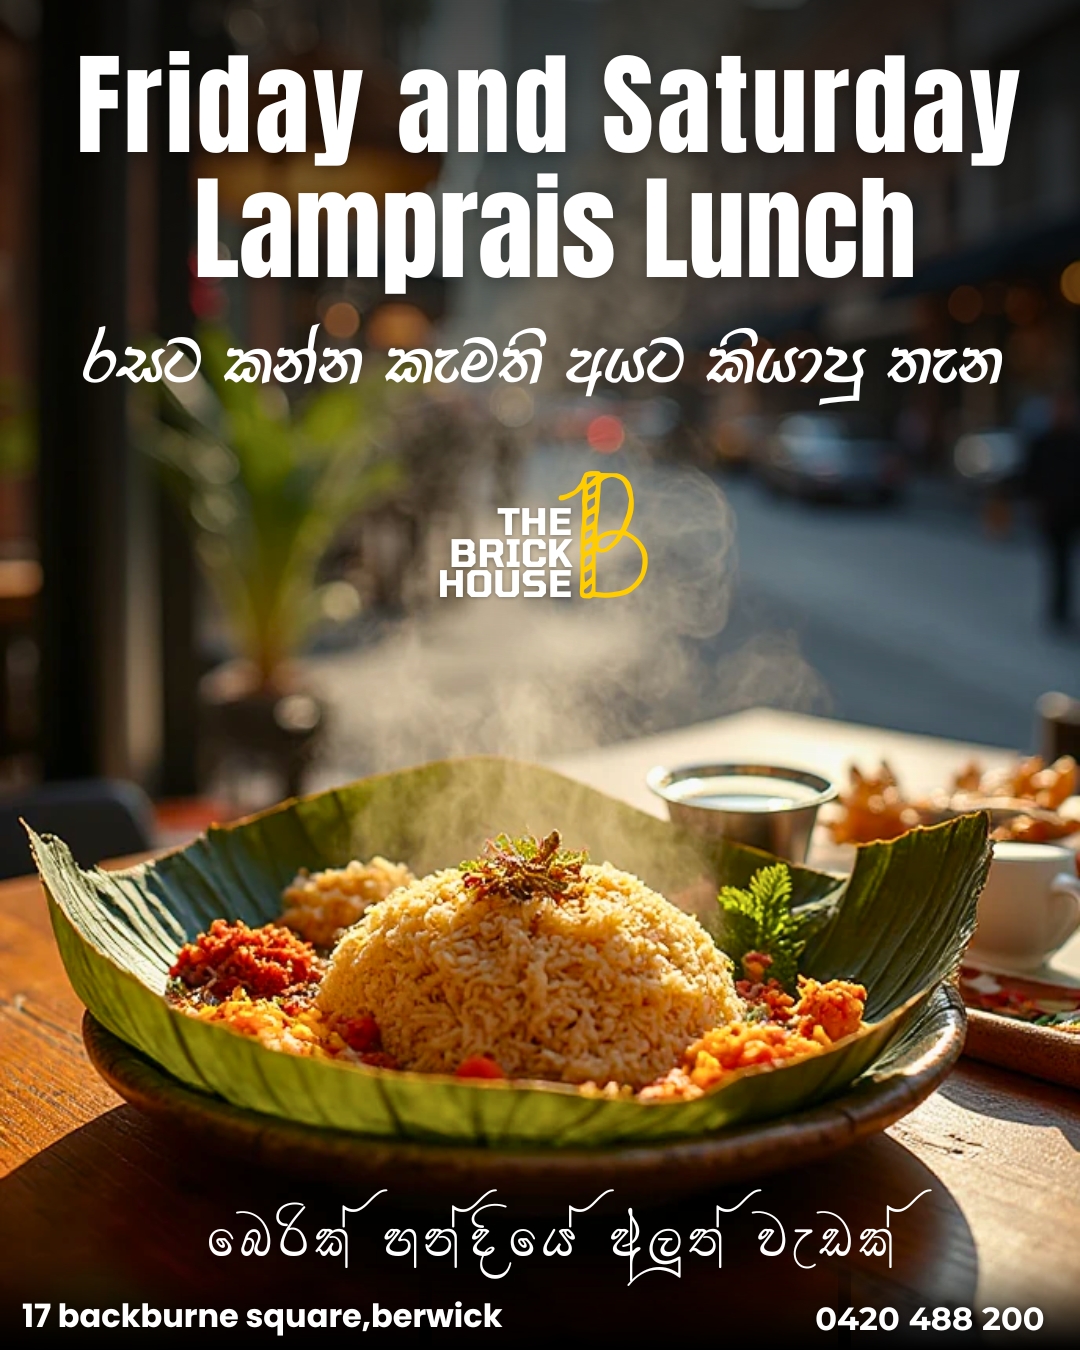 Friday and Saturday
Lamprais Lunch
රසට කන්න කැමති අයට කියාපු තැන
THE
BRICK
HOUSE
B
බෙරික් හන්දියේ අලුත් වැඩක්
17 backburne square,berwick
0420 488 200